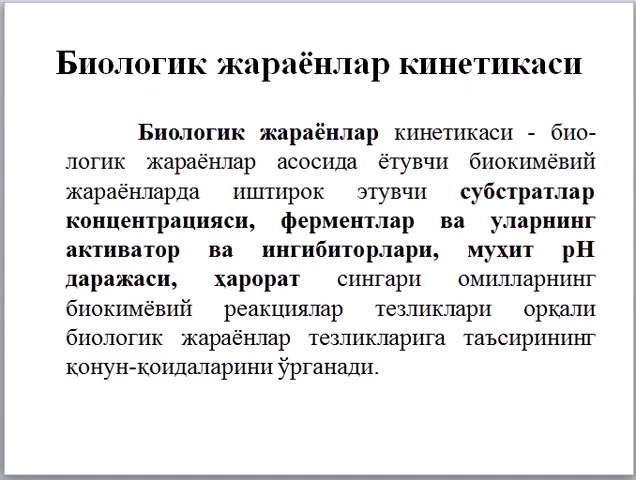 Биологик жараёнлар кинетикаси
Биологик жараёнлар кинетикаси - био-
логик жараёнлар асосида ётувчи биокимёвий
жараёнларда иштирок этувчи субстратлар
концентрацияси, ферментлар ва уларнинг
активатор ва ингибиторлари, муҳит рН
даражаси, ҳарорат сингари омилларнинг
биокимёвий реакциялар тезликлари орқали
биологик жараёнлар тезликларига таъсирининг
қонун-қоидаларини ўрганади.